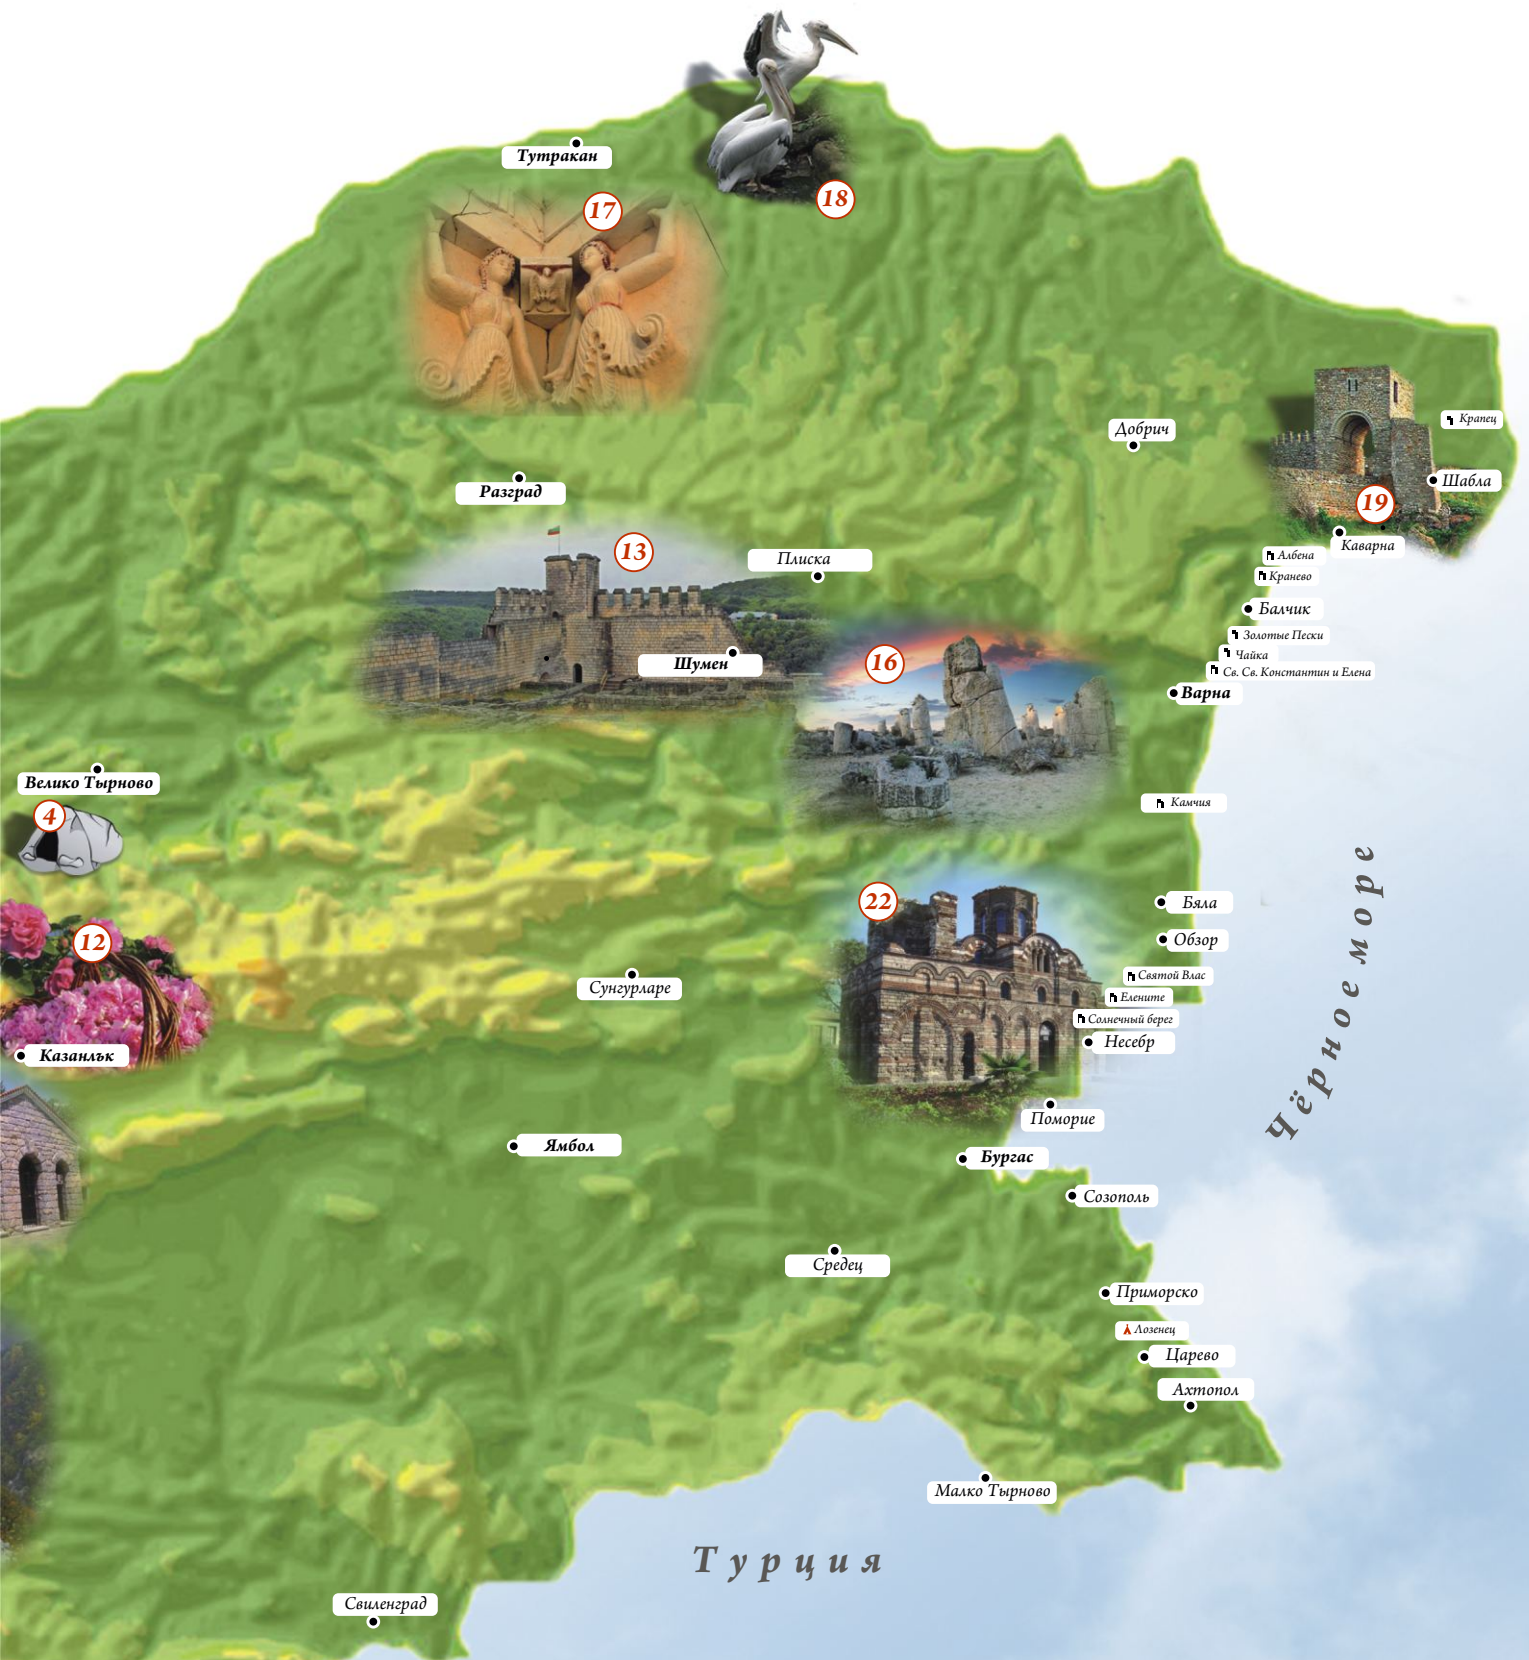 Тутракан
17
18
Добрич
Крапец
Шабла
19
Разград
13
Плиска
Каварна
Албена
Кранево
Балчик
Золотые Пески
Чайка
Св. Св. Константин и Елена
Варна
Шумен
16
Велико Тырново
4
Камчия
Чёрное море
22
Бяла
12
Обзор
Святой Влас
Сунгурларе
Елените
Солнечный берег
Несебр
Казанлък
Поморие
Ямбол
Бургас
Созополь
Средец
Приморско
Лозенец
Царево
Ахтопол
Малко Тырново
Турция
Свиленград